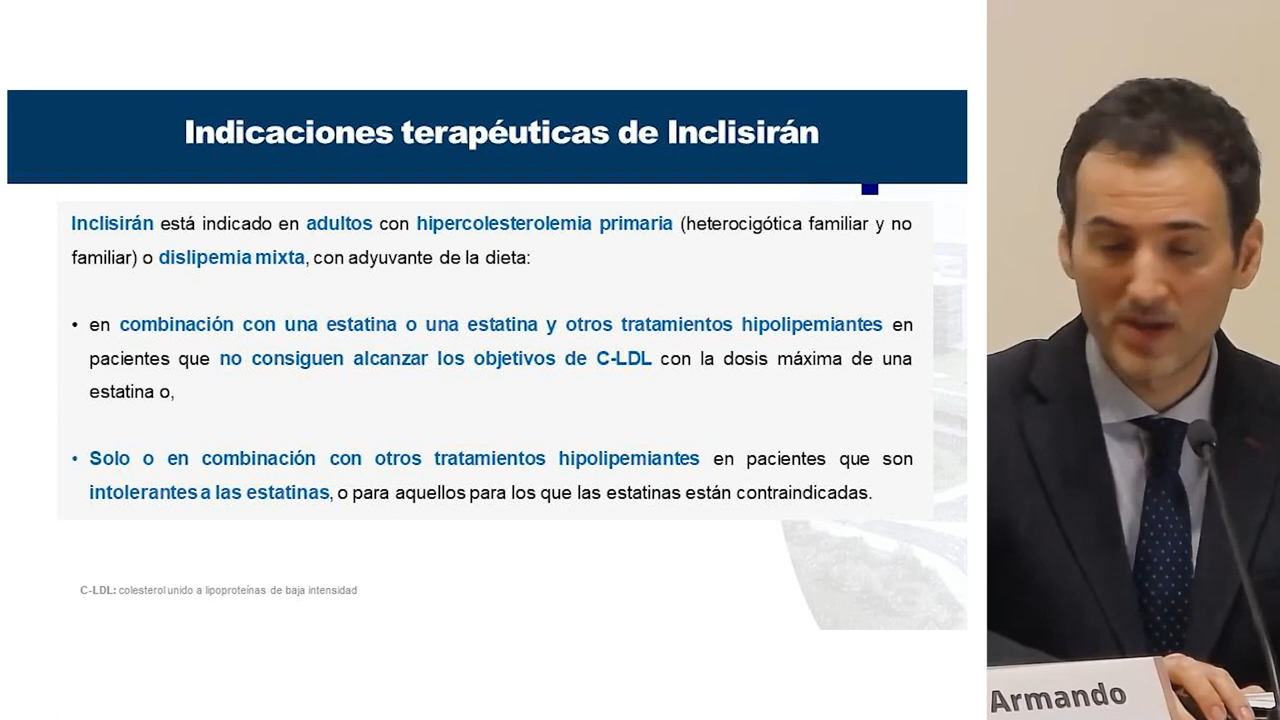 Indicaciones terapéuticas de Inclisirán
Inclisirán está indicado en adultos con hipercolesterolemia primaria (heterocigótica familiar y no
familiar) o dislipemia mixta, con adyuvante de la dieta:
• en combinación con una estatina o una estatina y otros tratamientos hipolipemiantes en
pacientes que no consiguen alcanzar los objetivos de C-LDL con la dosis máxima de una
estatina o,
• Solo o en combinación con otros tratamientos hipolipemiantes en pacientes que son
intolerantes a las estatinas, o para aquellos para los que las estatinas están contraindicadas.
C-LDL: colesterol unido a lipoproteínas de baja intensidad
Armando